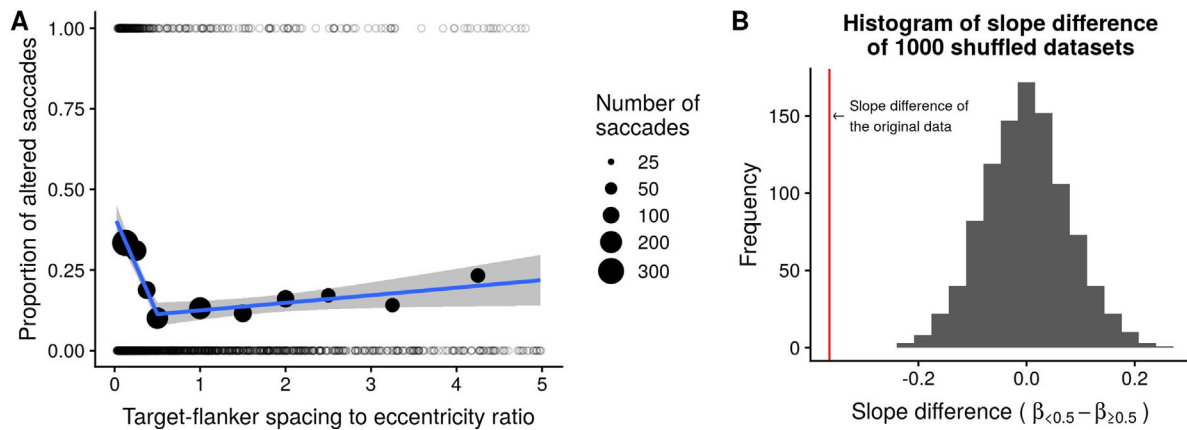 A
Proportion of altered saccades
1.00
0.75
0.50
0.25
0.00
0 1 2 3 4 5
Target-flanker spacing to eccentricity ratio
Number of
saccades
25
50
100
200
300
B
Histogram of slope difference
of 1000 shuffled datasets
Frequency
150
100
50
0
← Slope difference of
the original data
-0.2 0.0 0.2
Slope difference ( β<0.5 − β≥0.5 )